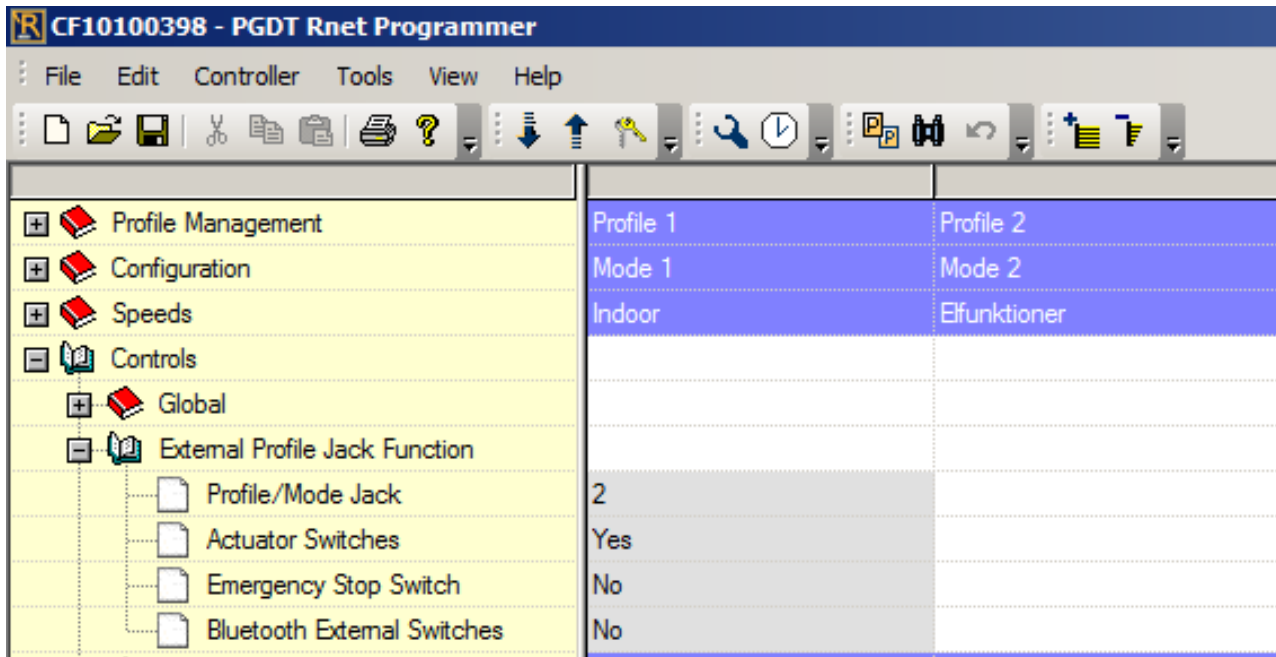 CF10100398 - PGDT Rnet Programmer
File Edit Controller Tools View Help
Profile Management Profile 1 Profile 2
Configuration Mode 1 Mode 2
Speeds Indoor Elfunktioner
Controls
Global
External Profile Jack Function
Profile/Mode Jack 2
Actuator Switches Yes
Emergency Stop Switch No
Bluetooth External Switches No